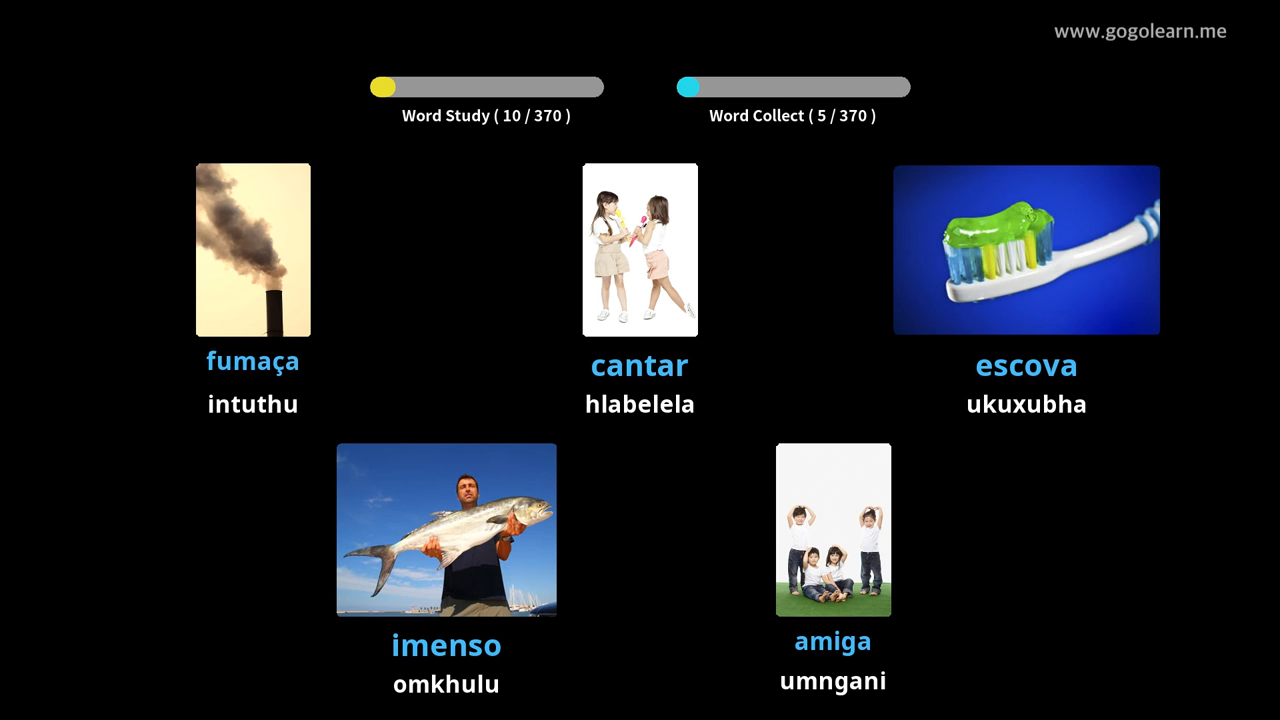 www.gogolearn.me
Word Study ( 10 / 370 )
Word Collect ( 5 / 370 )
fumaça
intuthu
cantar
hlabelela
escova
ukuxubha
imenso
omkhulu
amiga
umngani